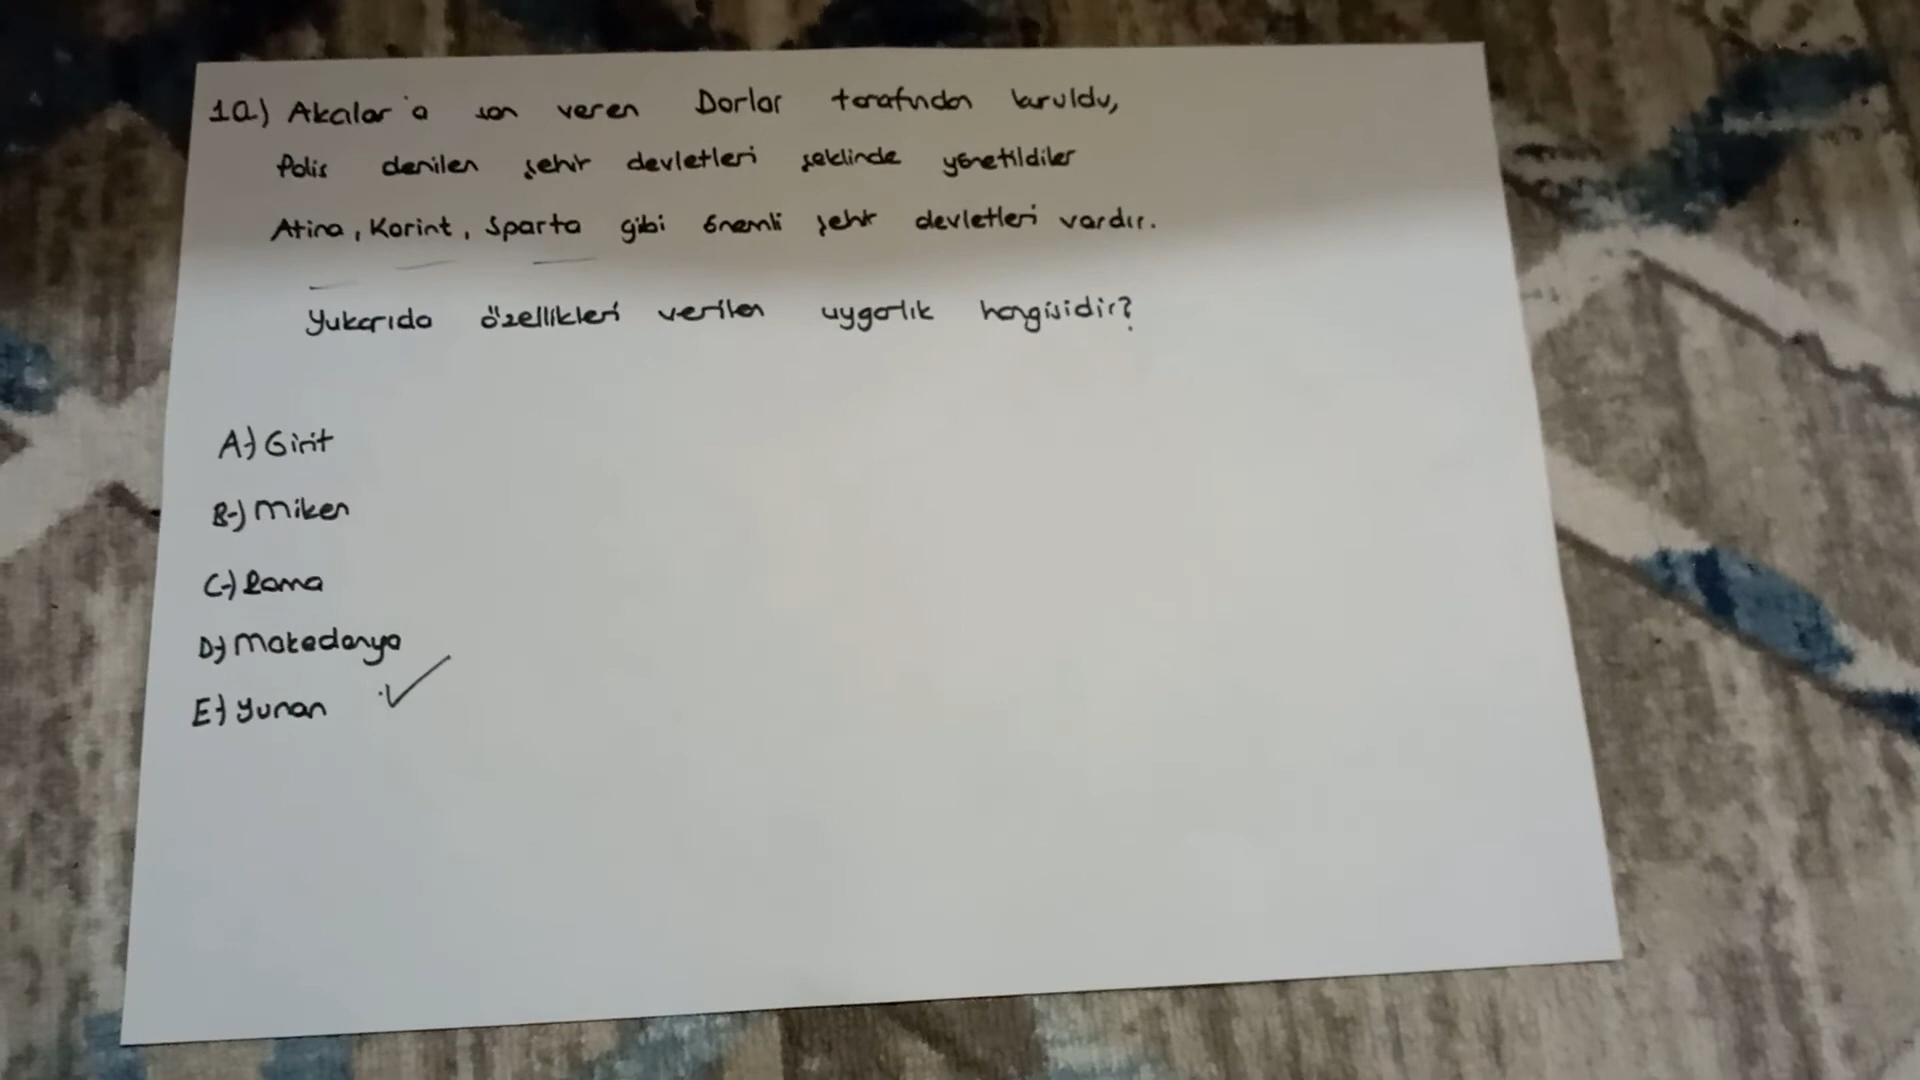 10) Akalar'a son veren Dorlar tarafından kuruldu,
Polis denilen şehir devletleri şeklinde yönetildiler
Atina, Korint, Sparta gibi önemli şehir devletleri vardır.
Yukarıda özellikleri verilen uygarlık hangisidir?
A-) Girit
B-) Miken
C-) Roma
D-) Makedonya
E-) Yunan ✓